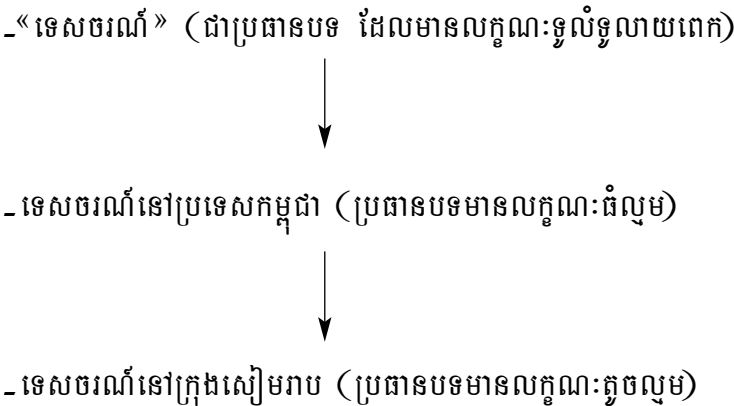 -« ទេសចរណ៍ » (ជាប្រធានបទ ដែលមានលក្ខណៈទូលំទូលាយពេក)
- ទេសចរណ៍នៅប្រទេសកម្ពុជា (ប្រធានបទមានលក្ខណៈធំល្មម)
- ទេសចរណ៍នៅក្រុងសៀមរាប (ប្រធានបទមានលក្ខណៈតូចល្មម)